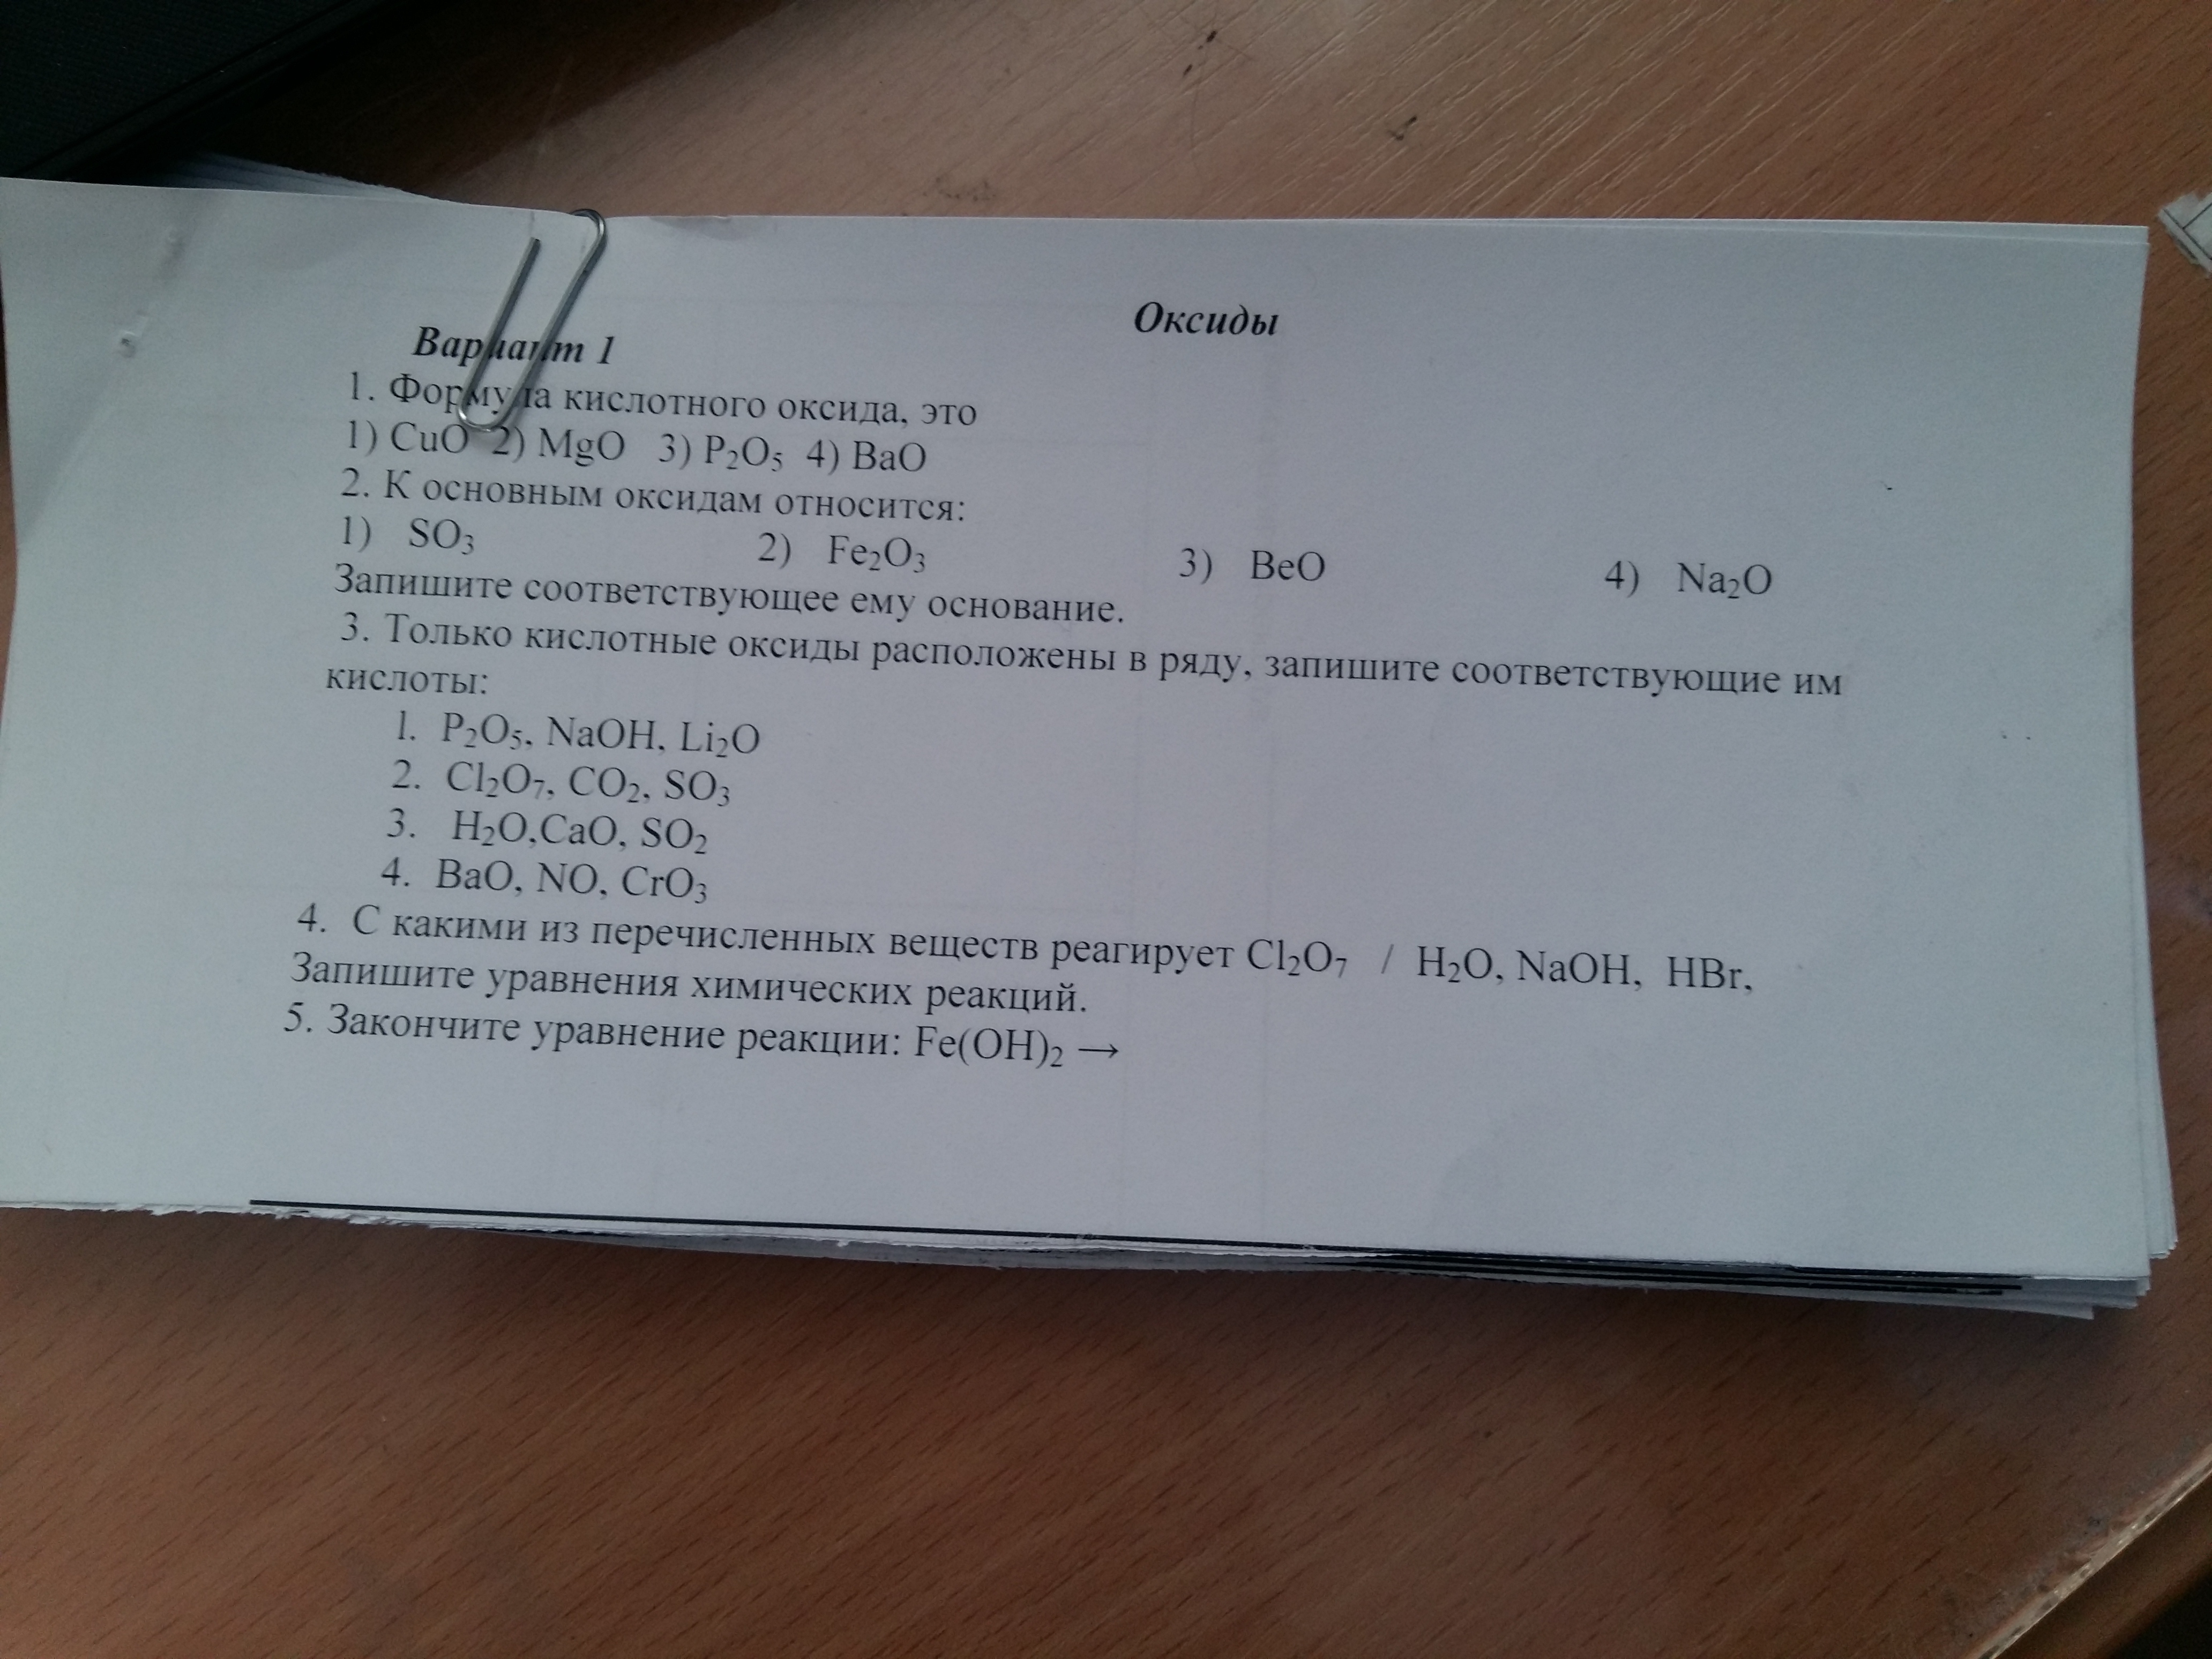 Оксиды
Вариант 1
1. Формула кислотного оксида, это
1) CuO 2) MgO 3) P₂O₅ 4) BaO
2. К основным оксидам относится:
1) SO₃ 2) Fe₂O₃ 3) BeO 4) Na₂O
Запишите соответствующее ему основание.
3. Только кислотные оксиды расположены в ряду, запишите соответствующие им
кислоты:
1. P₂O₅, NaOH, Li₂O
2. Cl₂O₇, CO₂, SO₃
3. H₂O,CaO, SO₂
4. BaO, NO, CrO₃
4. С какими из перечисленных веществ реагирует Cl₂O₇ / H₂O, NaOH, HBr,
Запишите уравнения химических реакций.
5. Закончите уравнение реакции: Fe(OH)₂ →